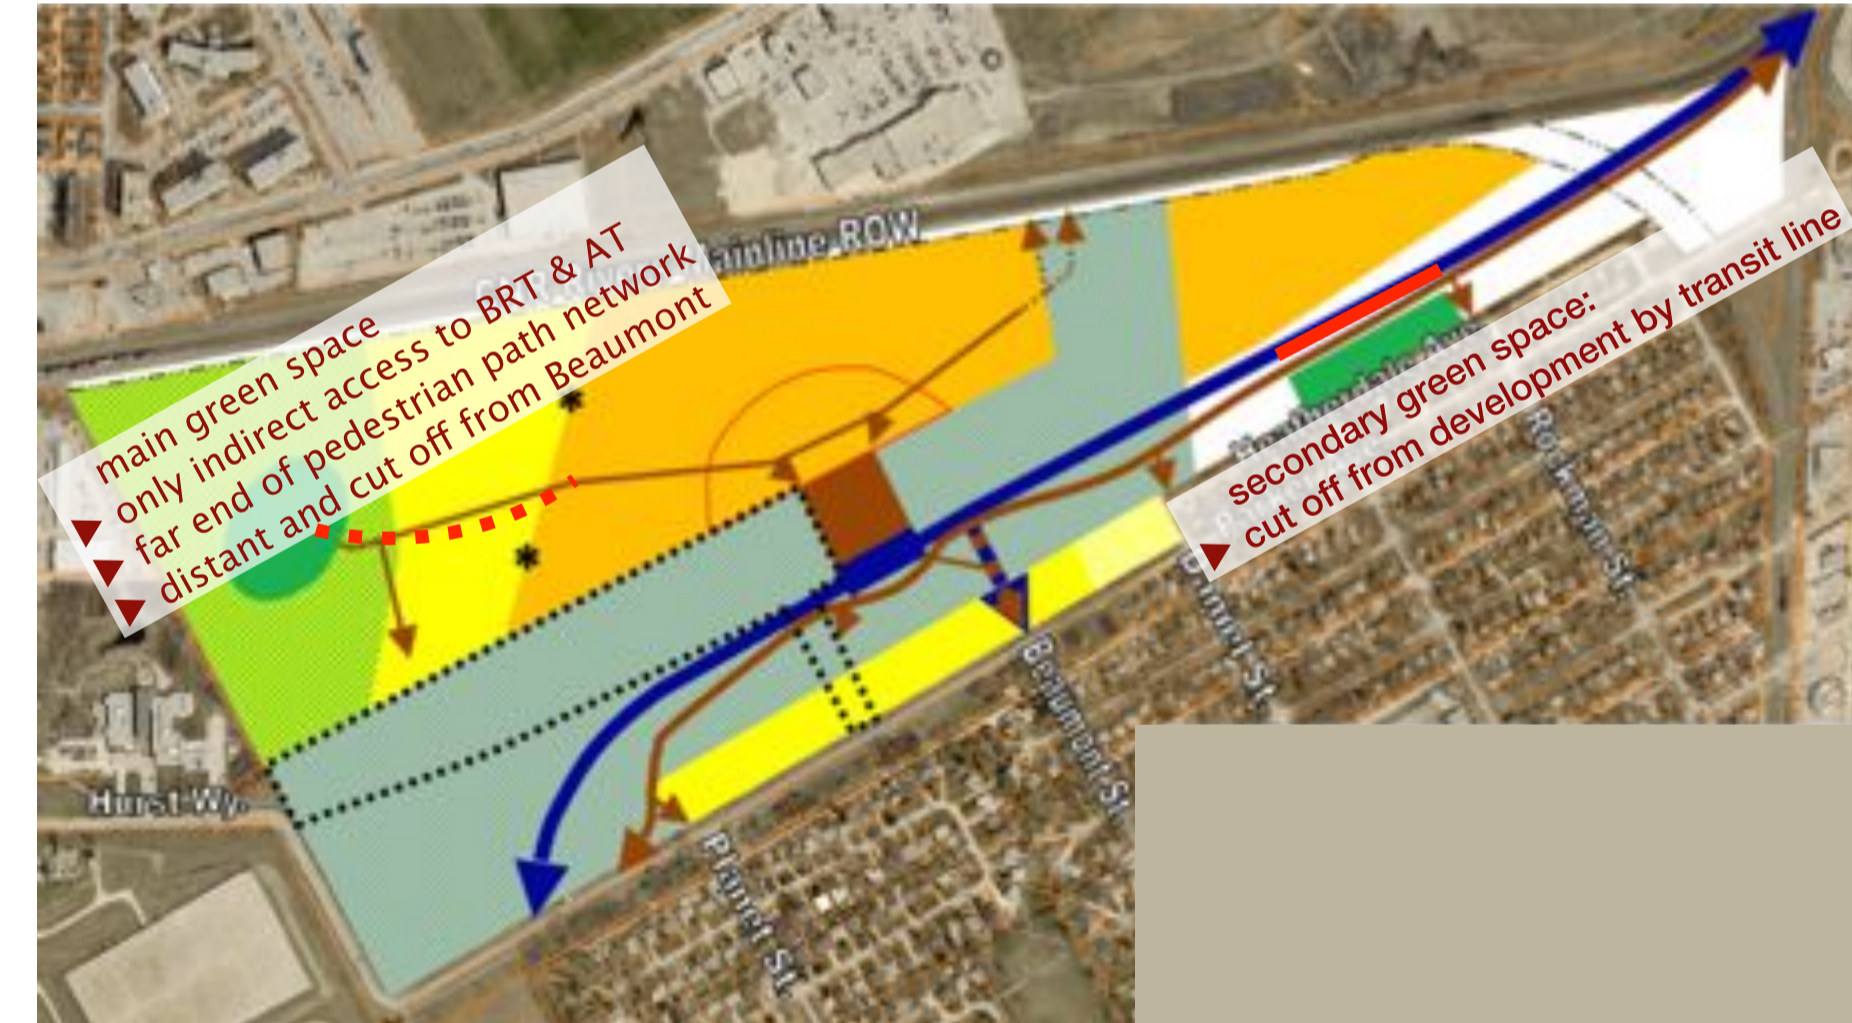 main green space
only indirect access to BRT & AT
far end of pedestrian path network
distant and cut off from Beaumont
Mainline ROW
secondary green space:
cut off from development by transit line
Hurst Wy.
Beaumont St.
Planet St.
Rockman St.